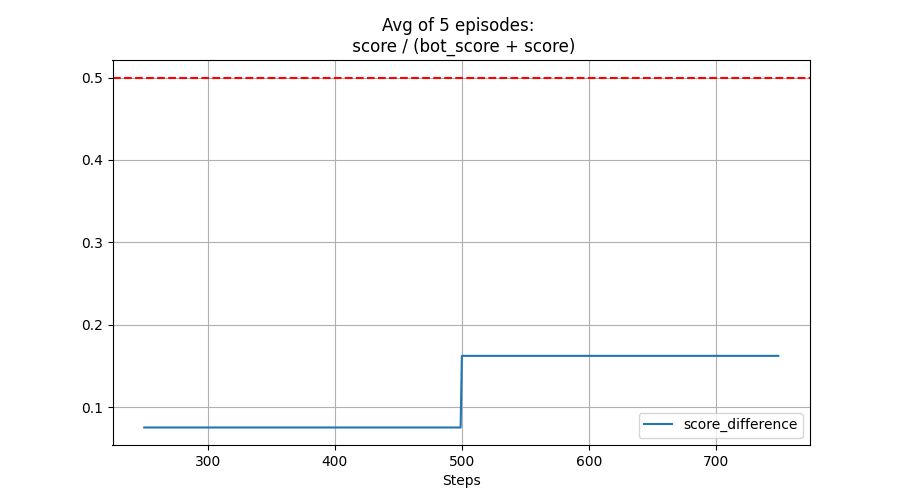 Avg of 5 episodes:
score / (bot_score + score)
0.5
0.4
0.3
0.2
0.1
score_difference
300 400 500 600 700
Steps